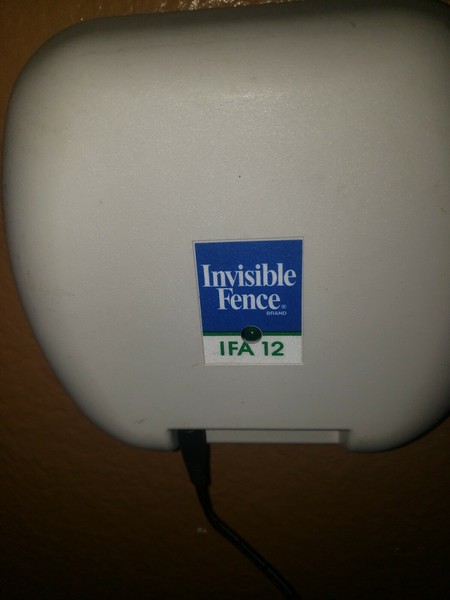 Invisible
Fence®
BRAND
IFA 12